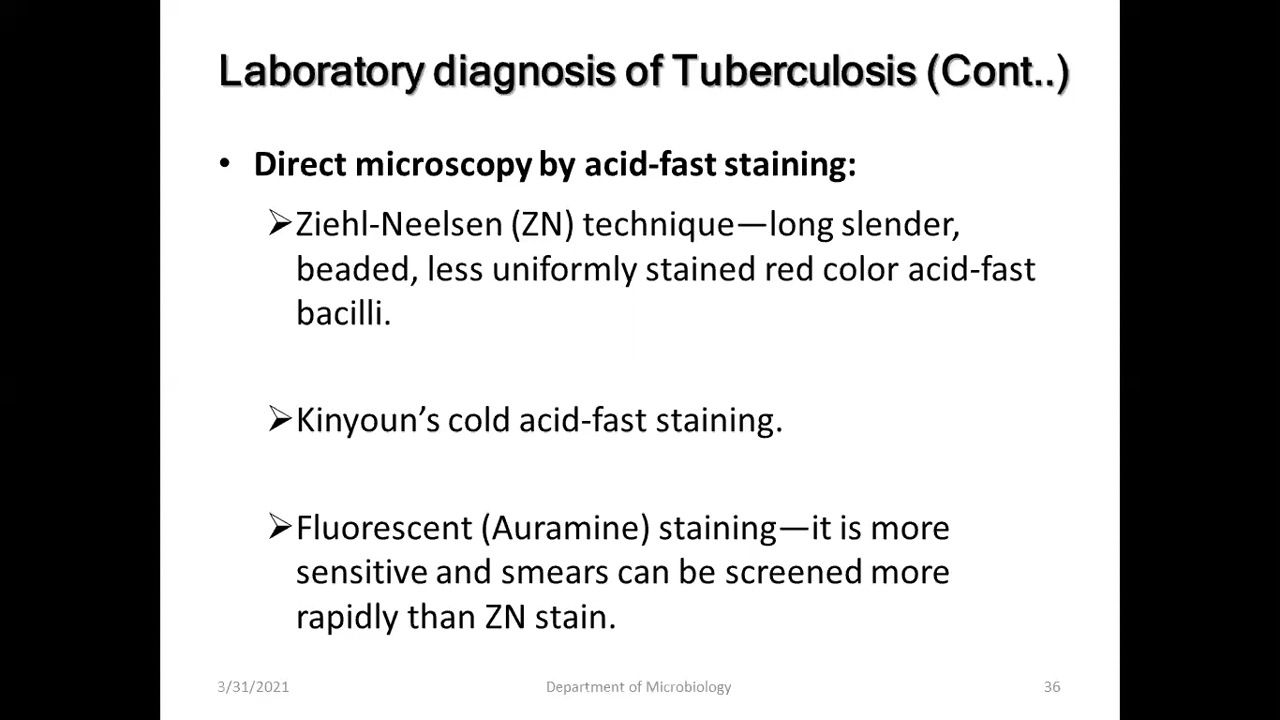 Laboratory diagnosis of Tuberculosis (Cont..)
• Direct microscopy by acid-fast staining:
➢Ziehl-Neelsen (ZN) technique—long slender,
beaded, less uniformly stained red color acid-fast
bacilli.
➢Kinyoun’s cold acid-fast staining.
➢Fluorescent (Auramine) staining—it is more
sensitive and smears can be screened more
rapidly than ZN stain.
3/31/2021 Department of Microbiology 36